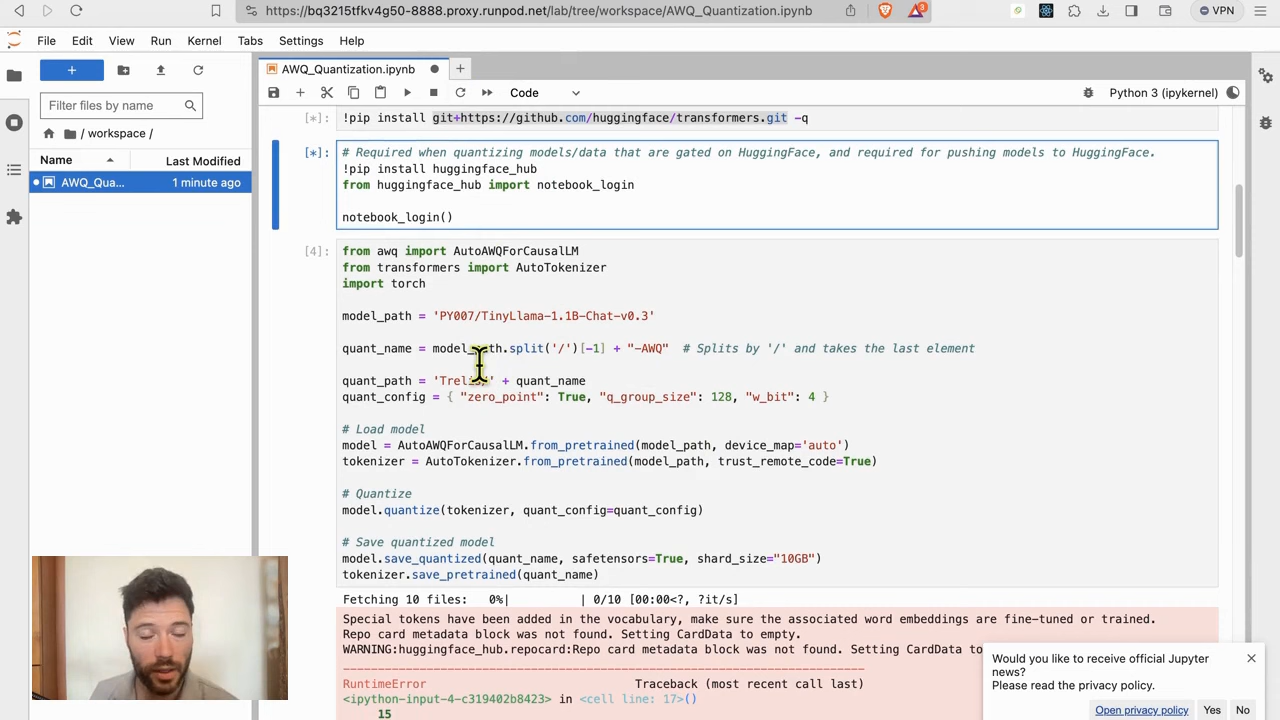 https://bq3215tfkv4g50-8888.proxy.runpod.net/lab/tree/workspace/AWQ_Quantization.ipynb
3
VPN
File Edit View Run Kernel Tabs Settings Help
AWQ_Quantization.ipynb
Filter files by name
Code
Python 3 (ipykernel)
/ workspace /
Name Last Modified
AWQ_Qua... 1 minute ago
[*]: !pip install git+https://github.com/huggingface/transformers.git -q
[*]: # Required when quantizing models/data that are gated on HuggingFace, and required for pushing models to HuggingFace.
!pip install huggingface_hub
from huggingface_hub import notebook_login
notebook_login()
[4]: from awq import AutoAWQForCausalLM
from transformers import AutoTokenizer
import torch
model_path = 'PY007/TinyLlama-1.1B-Chat-v0.3'
quant_name = model_path.split('/')[-1] + "-AWQ" # Splits by '/' and takes the last element
quant_path = 'Trelis/' + quant_name
quant_config = { "zero_point": True, "q_group_size": 128, "w_bit": 4 }
# Load model
model = AutoAWQForCausalLM.from_pretrained(model_path, device_map='auto')
tokenizer = AutoTokenizer.from_pretrained(model_path, trust_remote_code=True)
# Quantize
model.quantize(tokenizer, quant_config=quant_config)
# Save quantized model
model.save_quantized(quant_name, safetensors=True, shard_size="10GB")
tokenizer.save_pretrained(quant_name)
Fetching 10 files: 0%| | 0/10 [00:00<?, ?it/s]
Special tokens have been added in the vocabulary, make sure the associated word embeddings are fine-tuned or trained.
Repo card metadata block was not found. Setting CardData to empty.
WARNING:huggingface_hub.repocard:Repo card metadata block was not found. Setting CardData to
RuntimeError Traceback (most recent call last)
<ipython-input-4-c319402b8423> in <cell line: 17>()
15
Would you like to receive official Jupyter
news?
Please read the privacy policy.
Open privacy policy Yes No